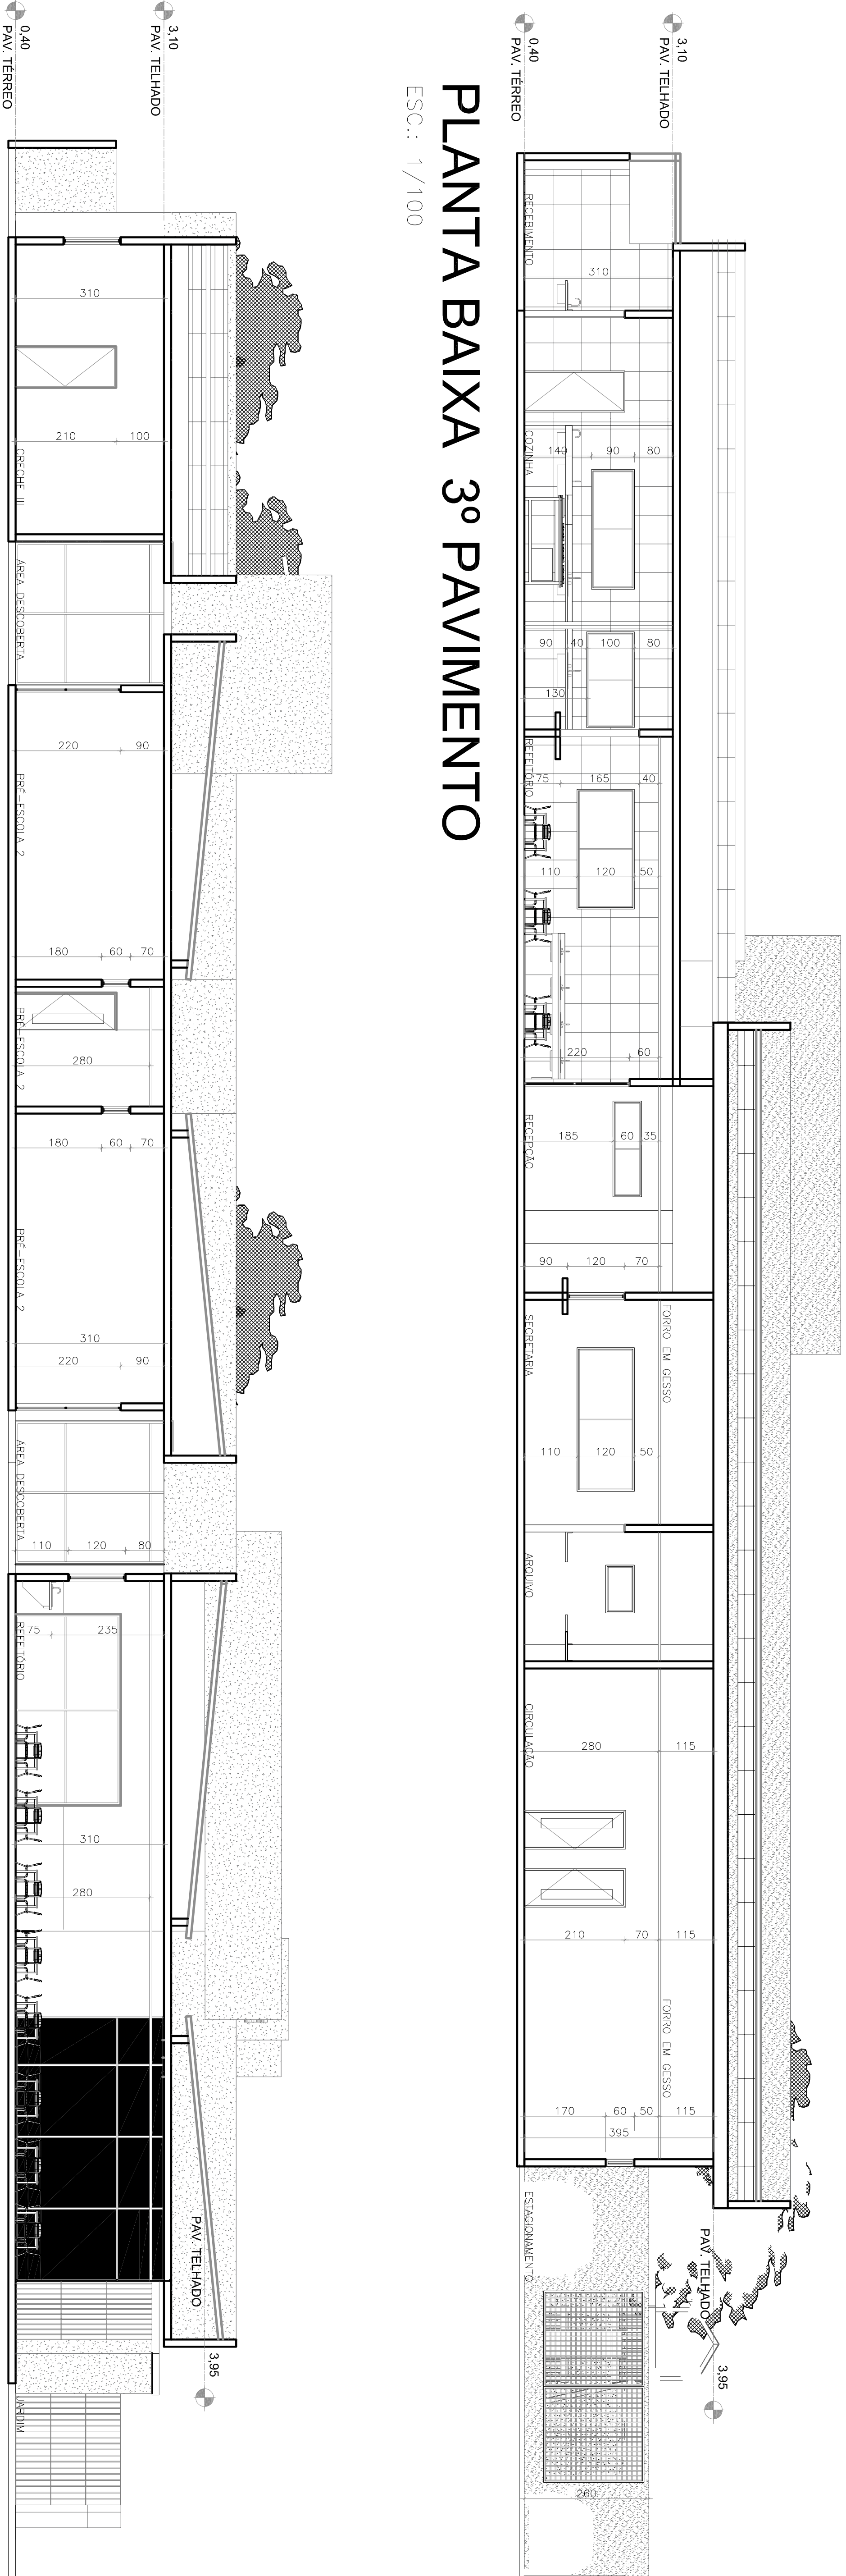 3,10
PAV. TELHADO
0,40
PAV. TÉRREO
RECEBIMENTO
310
COZINHA
140
90
80
90
40
100
80
130
REFEITÓRIO
75
165
40
110
120
50
220
60
RECEPÇÃO
185
60
35
90
120
70
SECRETARIA
FORRO EM GESSO
110
120
50
ARQUIVO
CIRCULAÇÃO
280
115
210
70
115
FORRO EM GESSO
170
60
50
115
395
ESTACIONAMENTO
PAV. TELHADO
3,95
260
PLANTA BAIXA 3º PAVIMENTO
ESC.: 1/100
3,10
PAV. TELHADO
0,40
PAV. TÉRREO
310
210
100
CRECHE III
ÁREA DESCOBERTA
220
90
PRÉ-ESCOLA 2
180
60
70
PRÉ-ESCOLA 2
280
180
60
70
PRÉ-ESCOLA 2
310
220
90
ÁREA DESCOBERTA
110
120
80
REFEITÓRIO
75
235
310
280
PAV. TELHADO
3,95
JARDIM